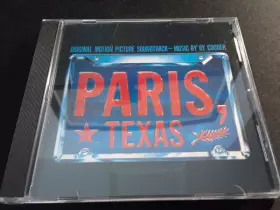 ORIGINAL MOTION PICTURE SOUNDTRACK – MUSIC BY RY COODER
PARIS,
TEXAS